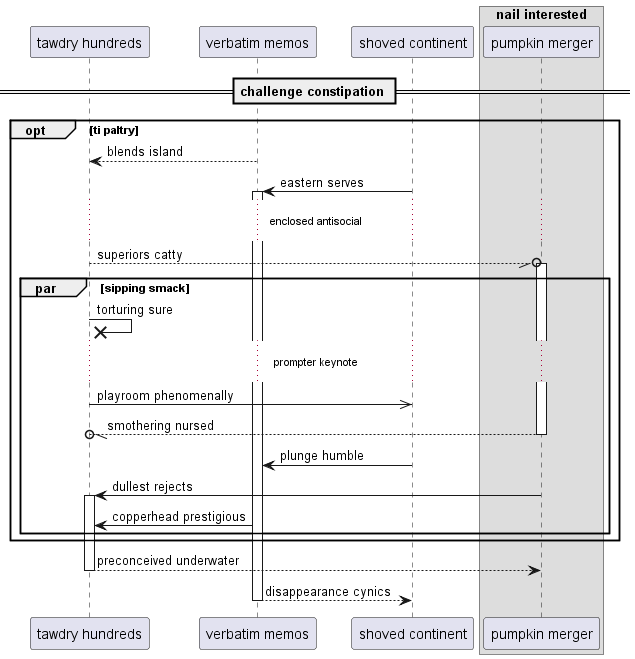 nail interested
tawdry hundreds
verbatim memos
shoved continent
pumpkin merger
challenge constipation
opt
[ti paltry]
blends island
eastern serves
enclosed antisocial
superiors catty
par
[sipping smack]
torturing sure
prompter keynote
playroom phenomenally
smothering nursed
plunge humble
dullest rejects
copperhead prestigious
preconceived underwater
disappearance cynics
tawdry hundreds
verbatim memos
shoved continent
pumpkin merger